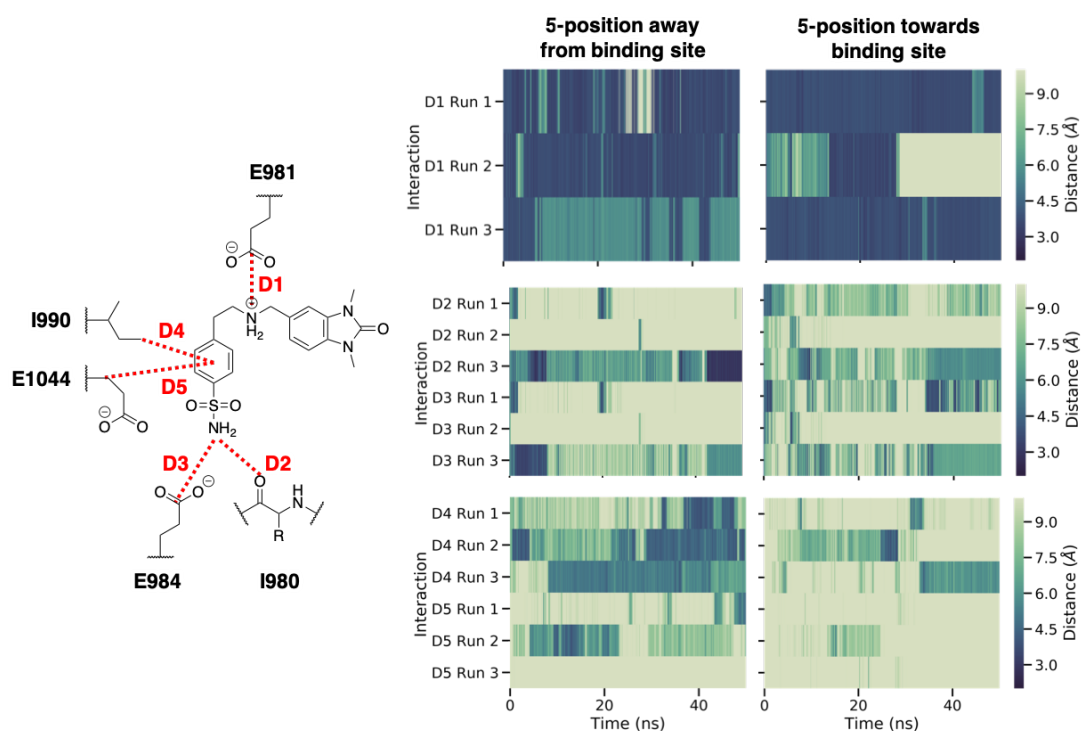 5-position away
from binding site
5-position towards
binding site
E981
⊖
O
O
D1
⊕
N
H2
N
N
O
I990
D4
E1044
D5
⊖
O
O
O=S=O
NH2
D3
D2
O
O
⊖
O
H
N
R
E984
I980
Interaction
D1 Run 1
D1 Run 2
D1 Run 3
9.0
7.5
6.0
4.5
3.0
Distance (Å)
Interaction
D2 Run 1
D2 Run 2
D2 Run 3
D3 Run 1
D3 Run 2
D3 Run 3
9.0
7.5
6.0
4.5
3.0
Distance (Å)
Interaction
D4 Run 1
D4 Run 2
D4 Run 3
D5 Run 1
D5 Run 2
D5 Run 3
9.0
7.5
6.0
4.5
3.0
Distance (Å)
0 20 40
Time (ns)
0 20 40
Time (ns)